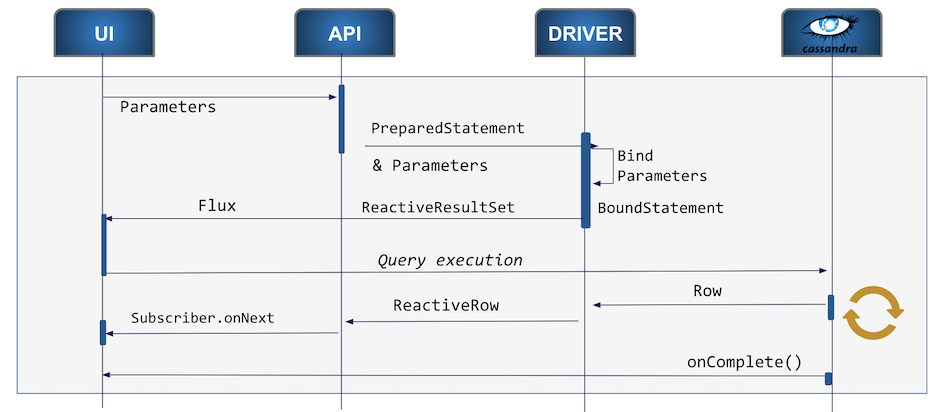 UI
API
DRIVER
cassandra
Parameters
PreparedStatement
& Parameters
Bind
Parameters
Flux
ReactiveResultSet
BoundStatement
Query execution
Row
ReactiveRow
Subscriber.onNext
onComplete()